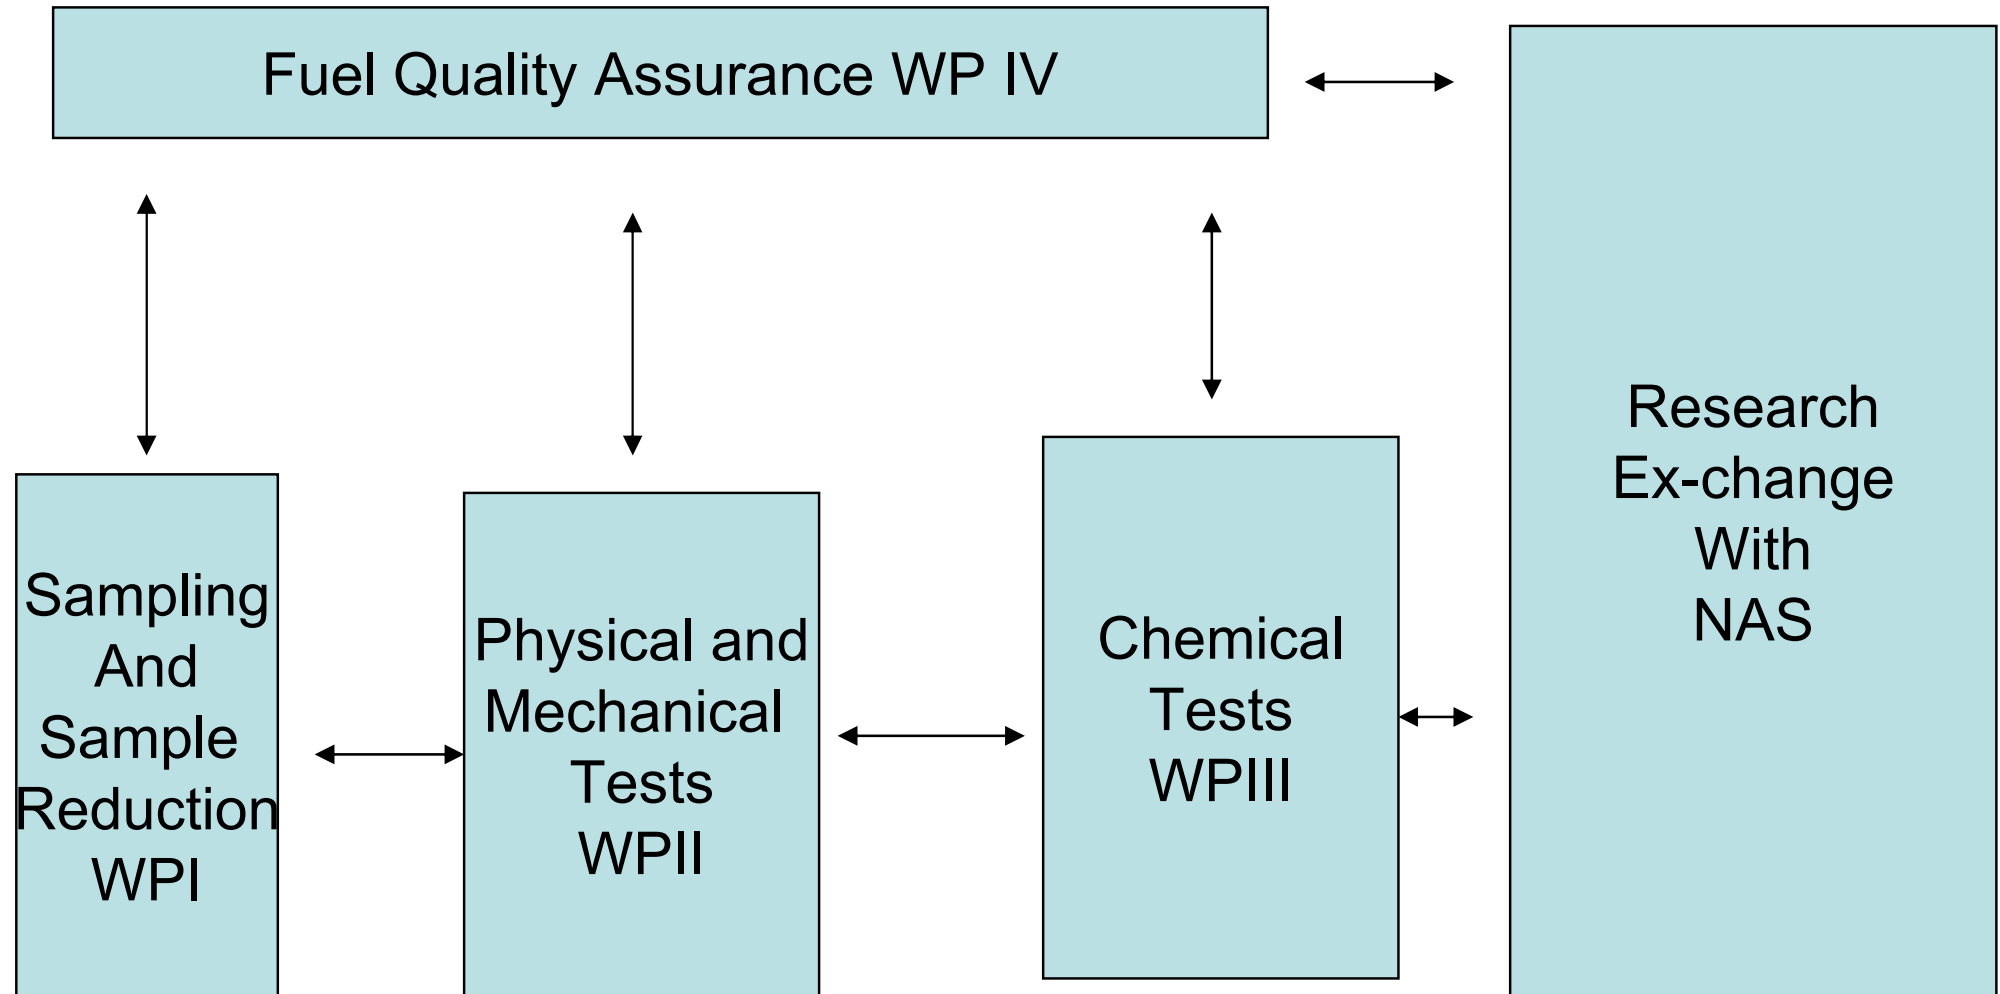 Fuel Quality Assurance WP IV
Sampling
And
Sample
Reduction
WPI
Physical and
Mechanical
Tests
WPII
Chemical
Tests
WPIII
Research
Ex-change
With
NAS